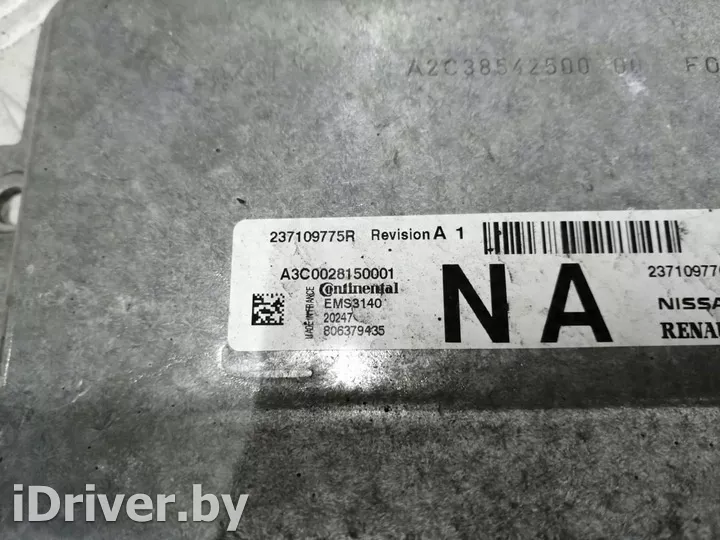 A2C38542500 00
237109775R Revision A 1
A3C0028150001
MADE IN FRANCE
Continental
EMS3140
20247
806379435
NA
iDriver.by